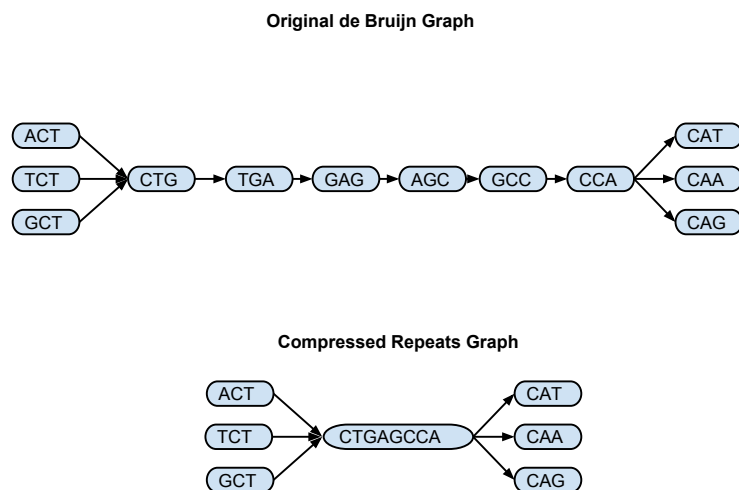 Original de Bruijn Graph
ACT
TCT
GCT
CTG
TGA
GAG
AGC
GCC
CCA
CAT
CAA
CAG
Compressed Repeats Graph
ACT
TCT
GCT
CTGAGCCA
CAT
CAA
CAG